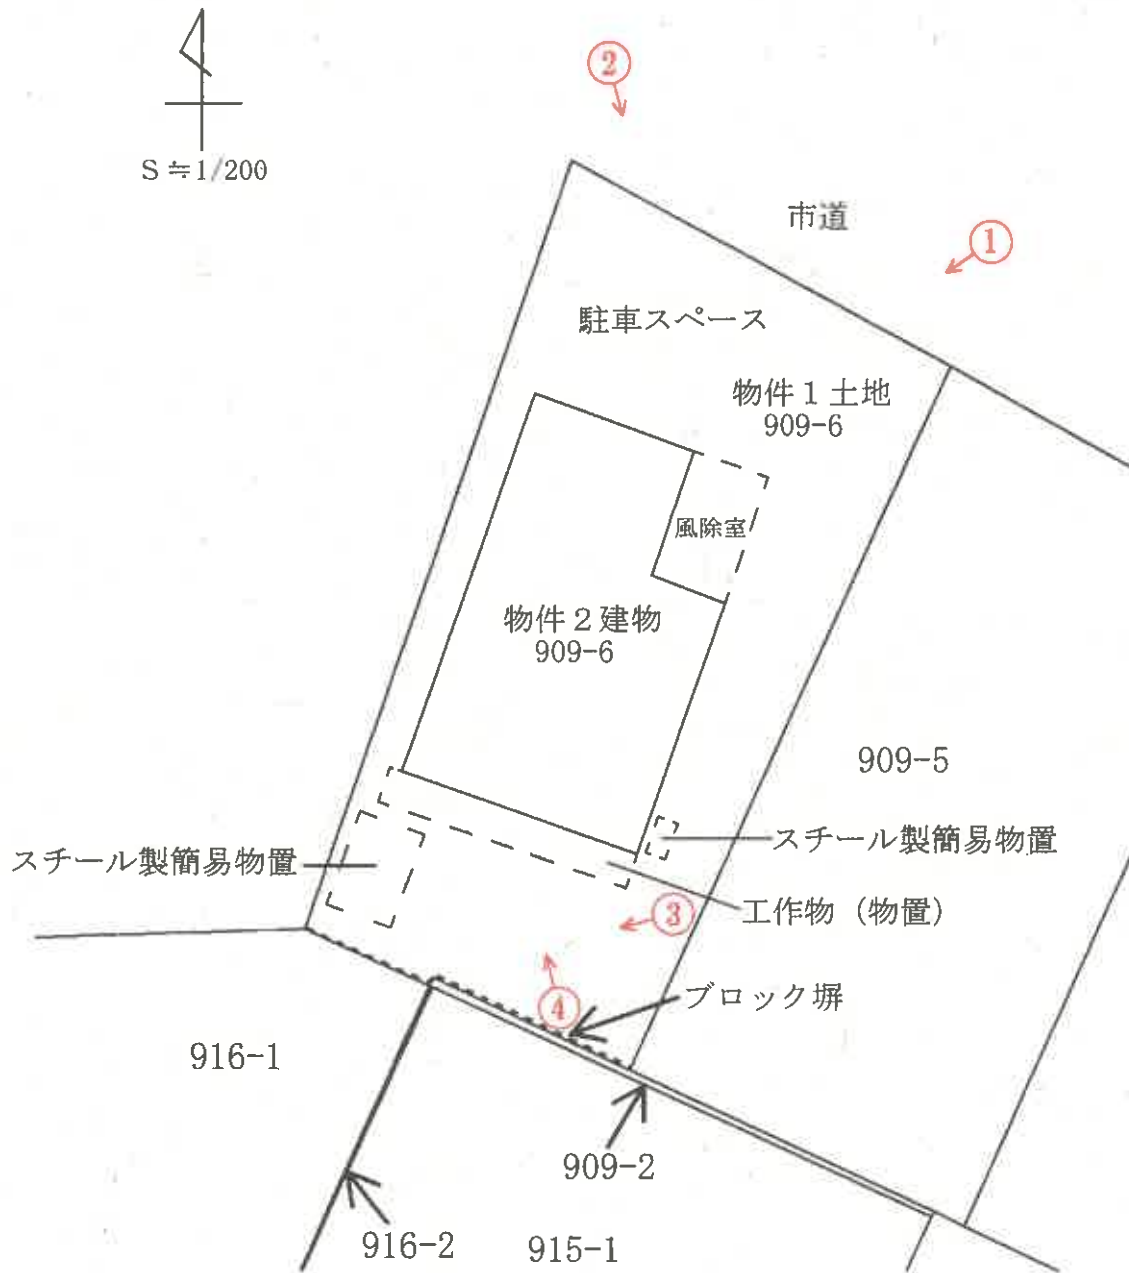 ②
S≒1/200
市道
①
駐車スペース
物件1土地
909-6
風除室
物件2建物
909-6
909-5
スチール製簡易物置
スチール製簡易物置
工作物（物置）
③
ブロック塀
④
916-1
909-2
916-2
915-1